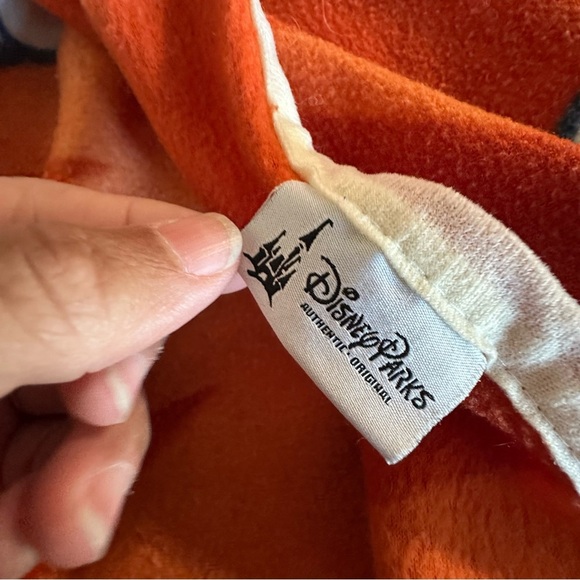 Disney Parks
AUTHENTIC • ORIGINAL